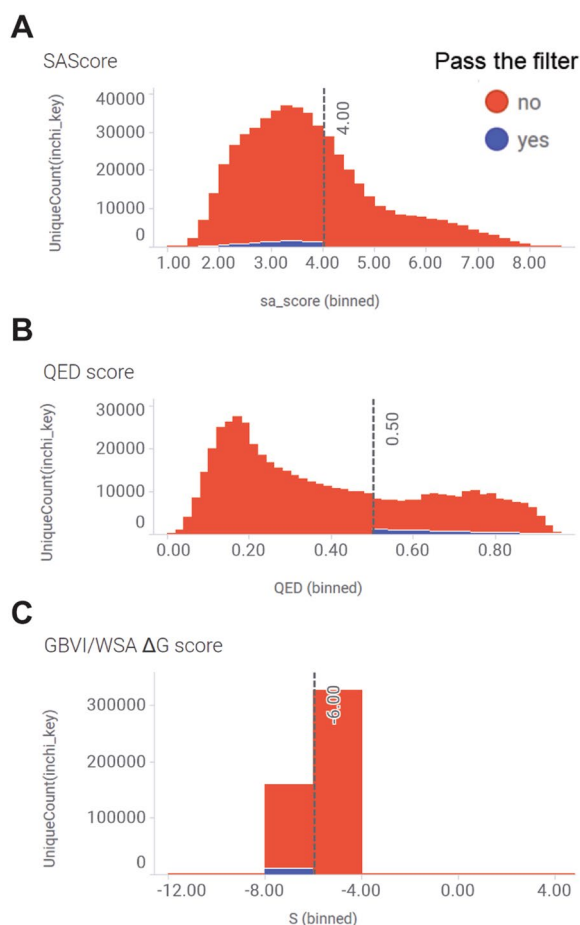 A
SAScore
Pass the filter
no
yes
UniqueCount(inchi_key)
40000
30000
20000
10000
0
4.00
1.00 2.00 3.00 4.00 5.00 6.00 7.00 8.00
sa_score (binned)
B
QED score
UniqueCount(inchi_key)
30000
20000
10000
0
0.50
0.00 0.20 0.40 0.60 0.80
QED (binned)
C
GBVI/WSA ΔG score
UniqueCount(inchi_key)
300000
200000
100000
0
-6.00
-12.00 -8.00 -4.00 0.00 4.00
S (binned)